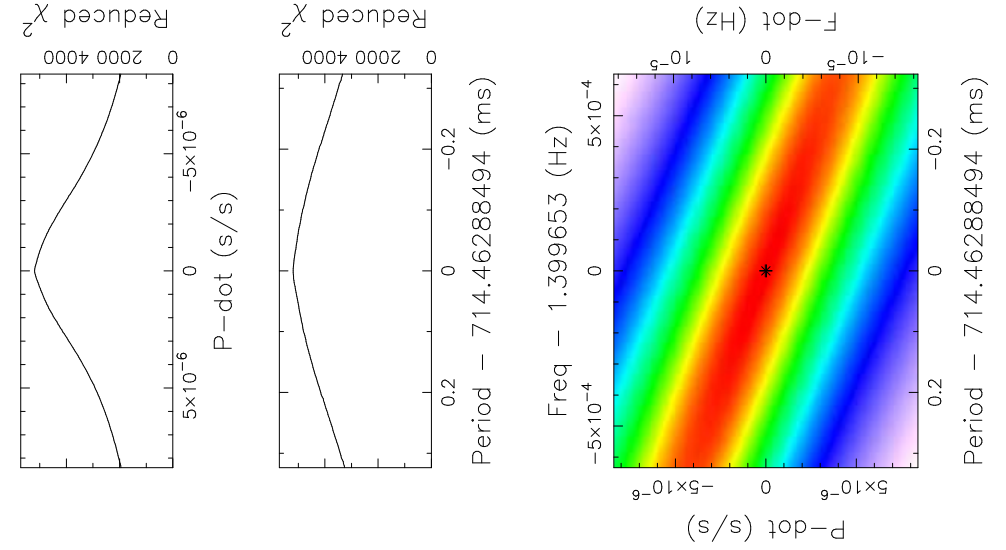 Reduced χ²
0 2000 4000
5×10⁻⁶ 0 −5×10⁻⁶
P−dot (s/s)
Reduced χ²
0 2000 4000
0.2 0 −0.2
Period − 714.46288494 (ms)
Freq − 1.399653 (Hz)
−5×10⁻⁴ 0 5×10⁻⁴
F−dot (Hz)
−10⁻⁵ 0 10⁻⁵
5×10⁻⁶ 0 −5×10⁻⁶
P−dot (s/s)
0.2 0 −0.2
Period − 714.46288494 (ms)